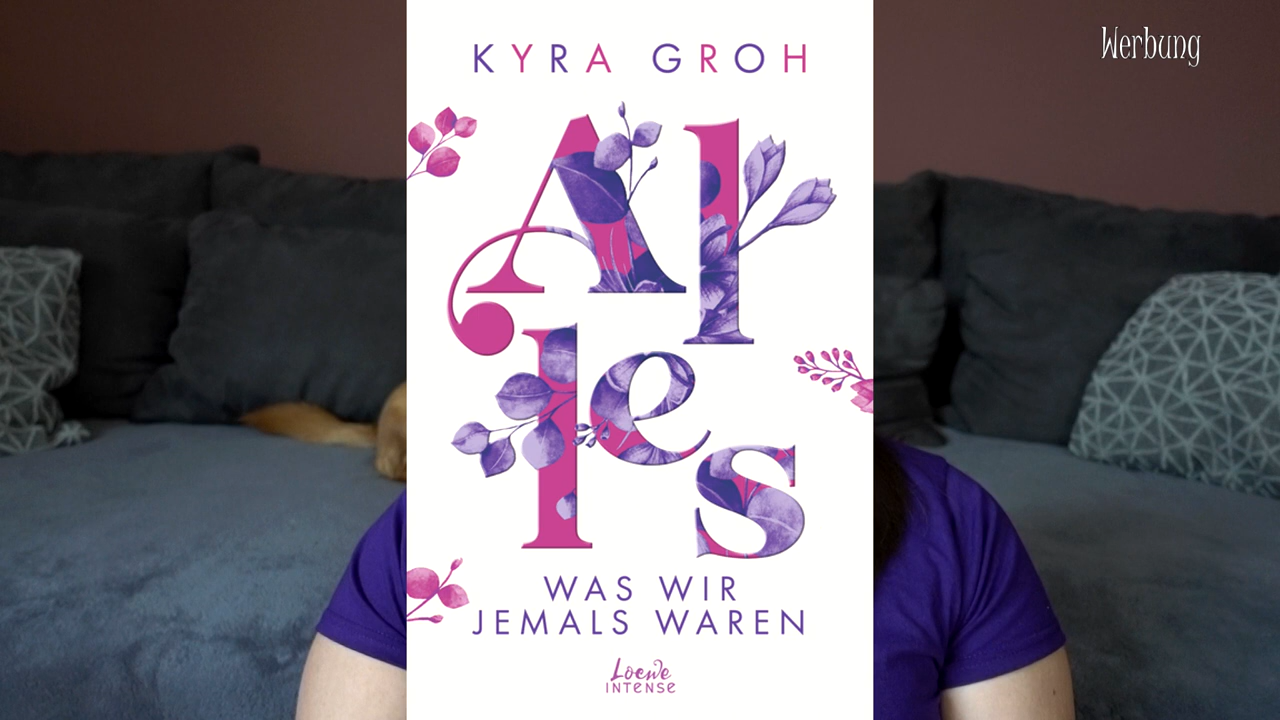 Werbung
KYRA GROH
Al
les
WAS WIR
JEMALS WAREN
Loewe
INTENSE